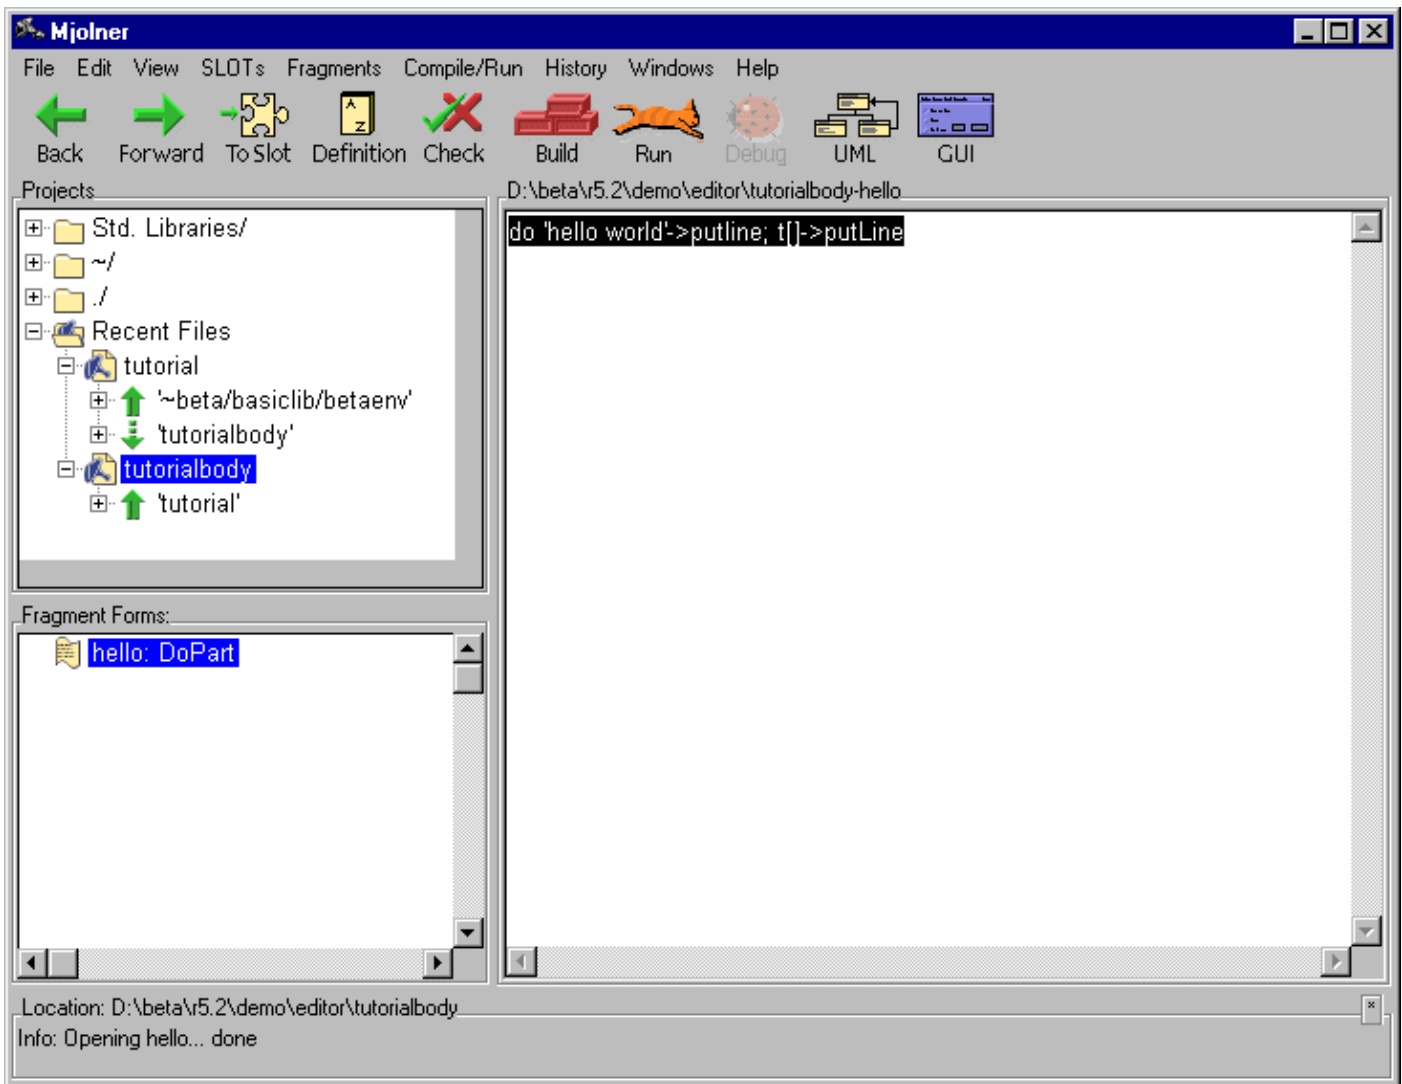 Mjolner
File Edit View SLOTs Fragments Compile/Run History Windows Help
Back Forward To Slot Definition Check Build Run Debug UML GUI
Projects
Std. Libraries/
~/
./
Recent Files
tutorial
'~beta/basiclib/betaenv'
'tutorialbody'
tutorialbody
'tutorial'
Fragment Forms:
hello: DoPart
D:\beta\r5.2\demo\editor\tutorialbody-hello
do 'hello world'->putline; t[]->putLine
Location: D:\beta\r5.2\demo\editor\tutorialbody
Info: Opening hello... done